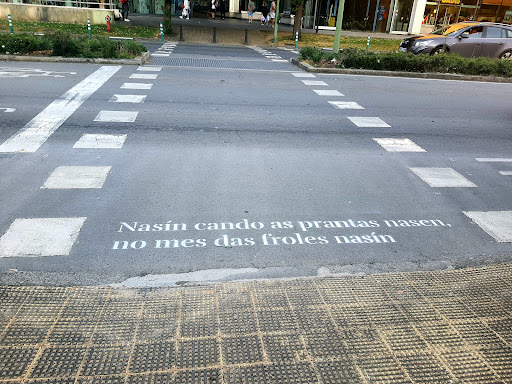 Nasín cando as prantas nasen,
no mes das froles nasín